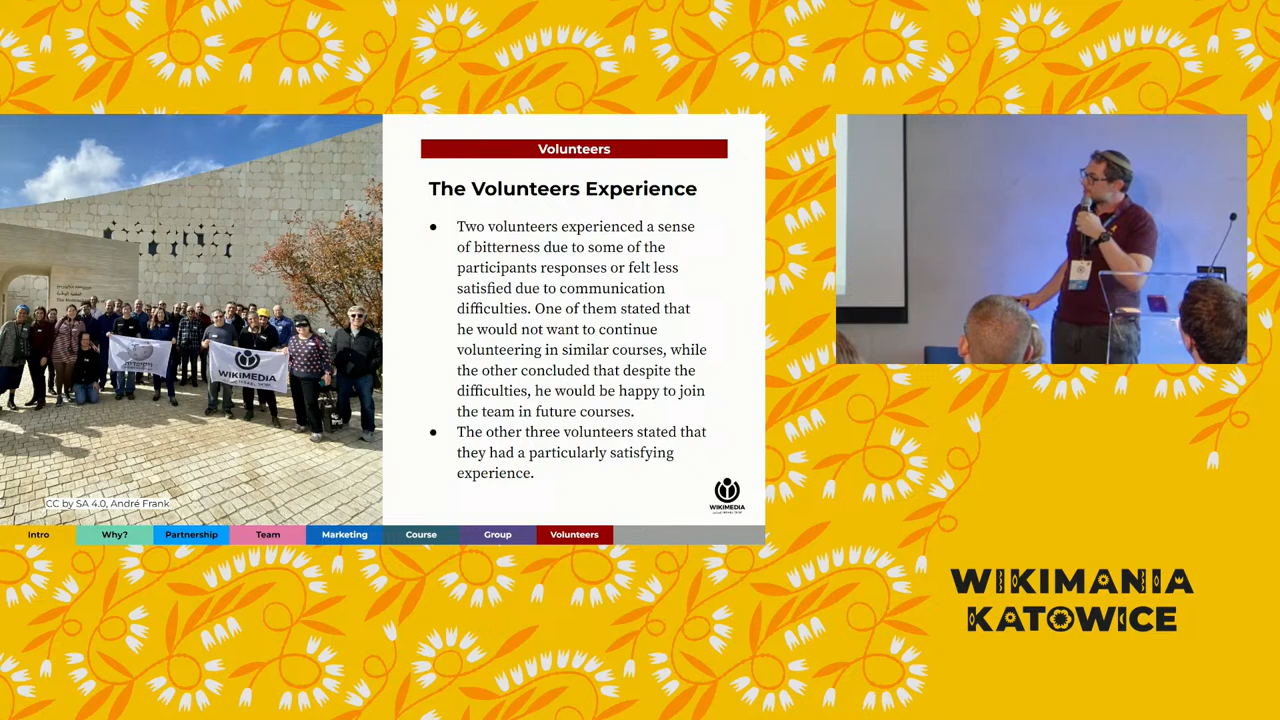 Volunteers
The Volunteers Experience
● Two volunteers experienced a sense
of bitterness due to some of the
participants responses or felt less
satisfied due to communication
difficulties. One of them stated that
he would not want to continue
volunteering in similar courses, while
the other concluded that despite the
difficulties, he would be happy to join
the team in future courses.
● The other three volunteers stated that
they had a particularly satisfying
experience.
WIKIMEDIA
WIKIMEDIA
CC by SA 4.0, André Frank
Intro
Why?
Partnership
Team
Marketing
Course
Group
Volunteers
WIKIMANIA
KATOWICE